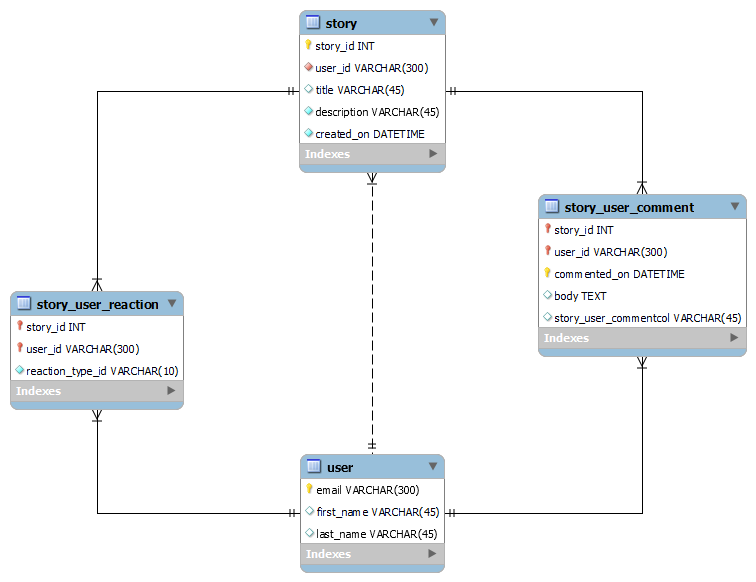 story
story_id INT
user_id VARCHAR(300)
title VARCHAR(45)
description VARCHAR(45)
created_on DATETIME
Indexes
story_user_comment
story_id INT
user_id VARCHAR(300)
commented_on DATETIME
body TEXT
story_user_commentcol VARCHAR(45)
Indexes
story_user_reaction
story_id INT
user_id VARCHAR(300)
reaction_type_id VARCHAR(10)
Indexes
user
email VARCHAR(300)
first_name VARCHAR(45)
last_name VARCHAR(45)
Indexes